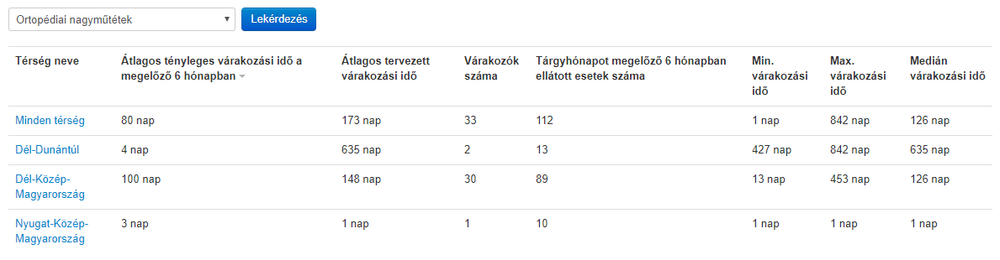 Ortopédiai nagyműtétek Lekérdezés
Térség neve Átlagos tényleges várakozási idő a Átlagos tervezett Várakozók Tárgyhónapot megelőző 6 hónapban Min. Max. Medián
megelőző 6 hónapban várakozási idő száma ellátott esetek száma várakozási várakozási várakozási idő
idő idő
Minden térség 80 nap 173 nap 33 112 1 nap 842 nap 126 nap
Dél-Dunántúl 4 nap 635 nap 2 13 427 nap 842 nap 635 nap
Dél-Közép- 100 nap 148 nap 30 89 13 nap 453 nap 126 nap
Magyarország
Nyugat-Közép- 3 nap 1 nap 1 10 1 nap 1 nap 1 nap
Magyarország